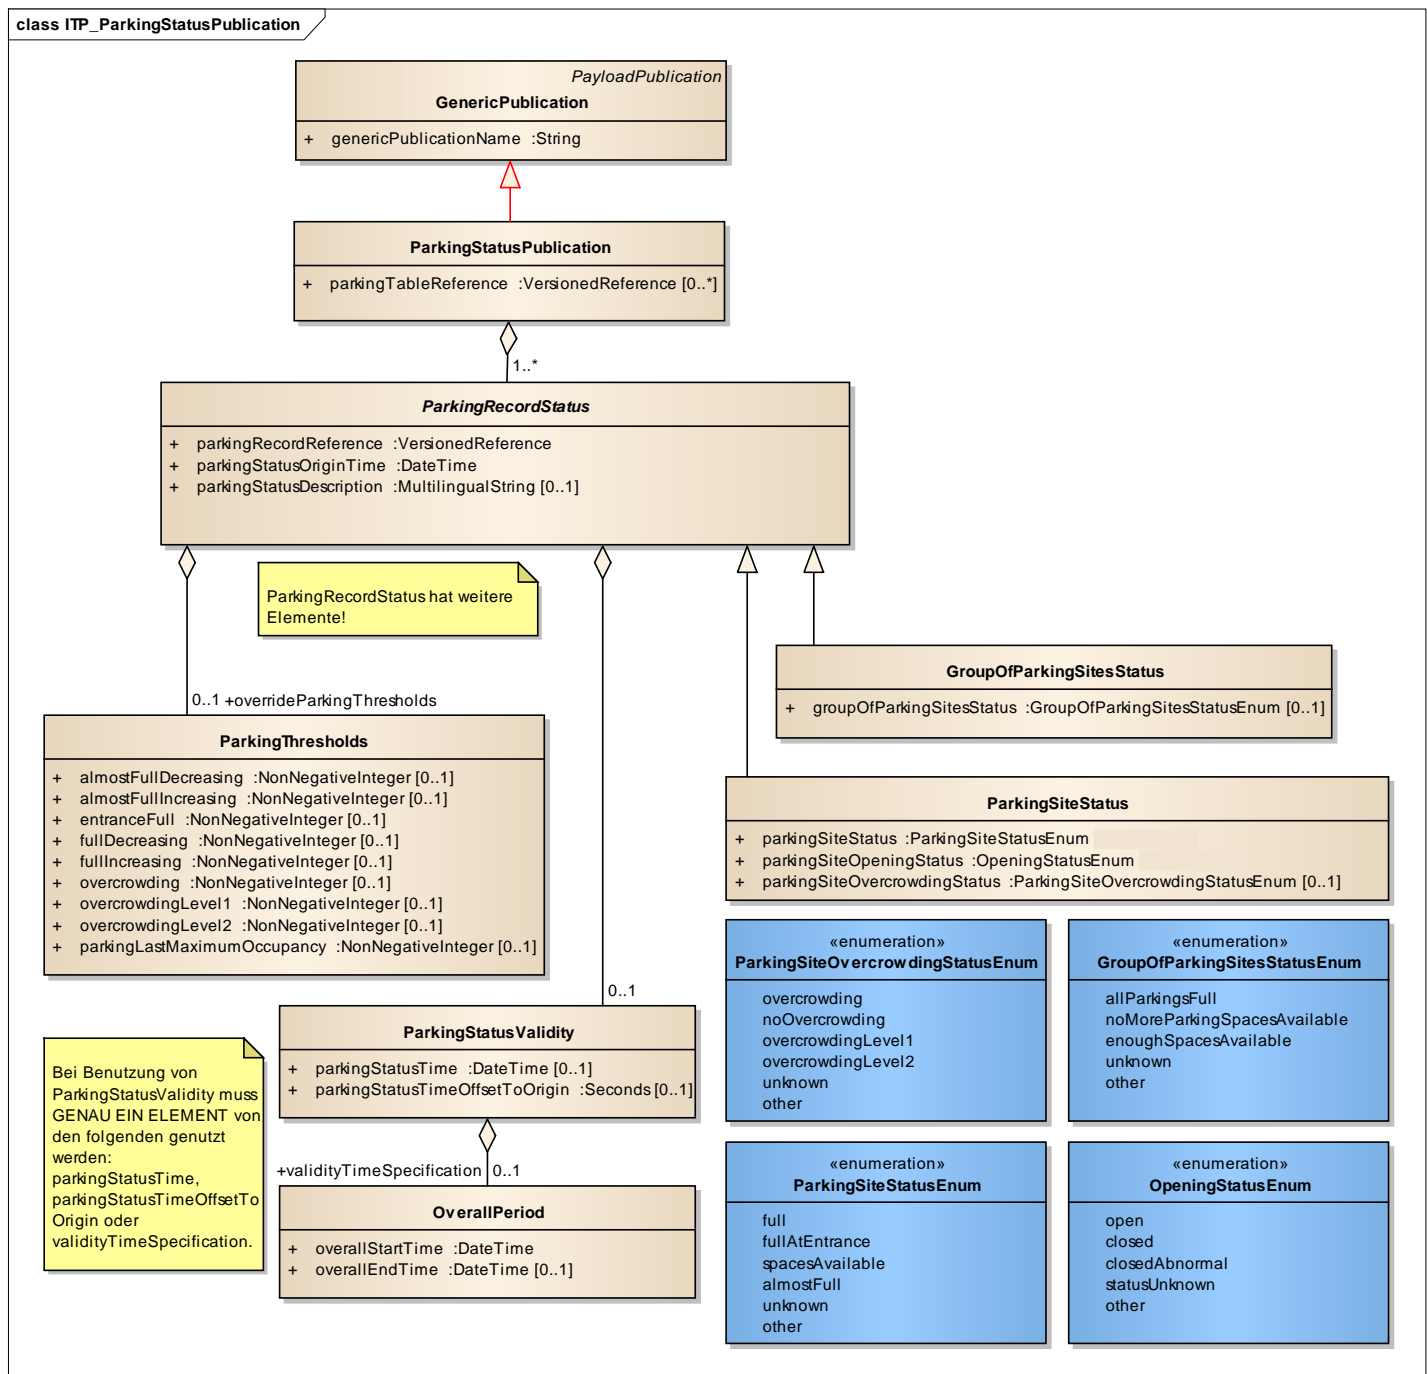 class ITP_ParkingStatusPublication
PayloadPublication
GenericPublication
+ genericPublicationName :String
ParkingStatusPublication
+ parkingTableReference :VersionedReference [0..*]
1..*
ParkingRecordStatus
+ parkingRecordReference :VersionedReference
+ parkingStatusOriginTime :DateTime
+ parkingStatusDescription :MultilingualString [0..1]
ParkingRecordStatus hat weitere
Elemente!
GroupOfParkingSitesStatus
+ groupOfParkingSitesStatus :GroupOfParkingSitesStatusEnum [0..1]
0..1 +overrideParkingThresholds
ParkingThresholds
+ almostFullDecreasing :NonNegativeInteger [0..1]
+ almostFullIncreasing :NonNegativeInteger [0..1]
+ entranceFull :NonNegativeInteger [0..1]
+ fullDecreasing :NonNegativeInteger [0..1]
+ fullIncreasing :NonNegativeInteger [0..1]
+ overcrowding :NonNegativeInteger [0..1]
+ overcrowdingLevel1 :NonNegativeInteger [0..1]
+ overcrowdingLevel2 :NonNegativeInteger [0..1]
+ parkingLastMaximumOccupancy :NonNegativeInteger [0..1]
ParkingSiteStatus
+ parkingSiteStatus :ParkingSiteStatusEnum
+ parkingSiteOpeningStatus :OpeningStatusEnum
+ parkingSiteOvercrowdingStatus :ParkingSiteOvercrowdingStatusEnum [0..1]
«enumeration»
ParkingSiteOvercrowdingStatusEnum
overcrowding
noOvercrowding
overcrowdingLevel1
overcrowdingLevel2
unknown
other
«enumeration»
GroupOfParkingSitesStatusEnum
allParkingsFull
noMoreParkingSpacesAvailable
enoughSpacesAvailable
unknown
other
0..1
ParkingStatusValidity
+ parkingStatusTime :DateTime [0..1]
+ parkingStatusTimeOffsetToOrigin :Seconds [0..1]
Bei Benutzung von
ParkingStatusValidity muss
GENAU EIN ELEMENT von
den folgenden genutzt
werden:
parkingStatusTime,
parkingStatusTimeOffsetTo
Origin oder
validityTimeSpecification.
+validityTimeSpecification 0..1
OverallPeriod
+ overallStartTime :DateTime
+ overallEndTime :DateTime [0..1]
«enumeration»
ParkingSiteStatusEnum
full
fullAtEntrance
spacesAvailable
almostFull
unknown
other
«enumeration»
OpeningStatusEnum
open
closed
closedAbnormal
statusUnknown
other